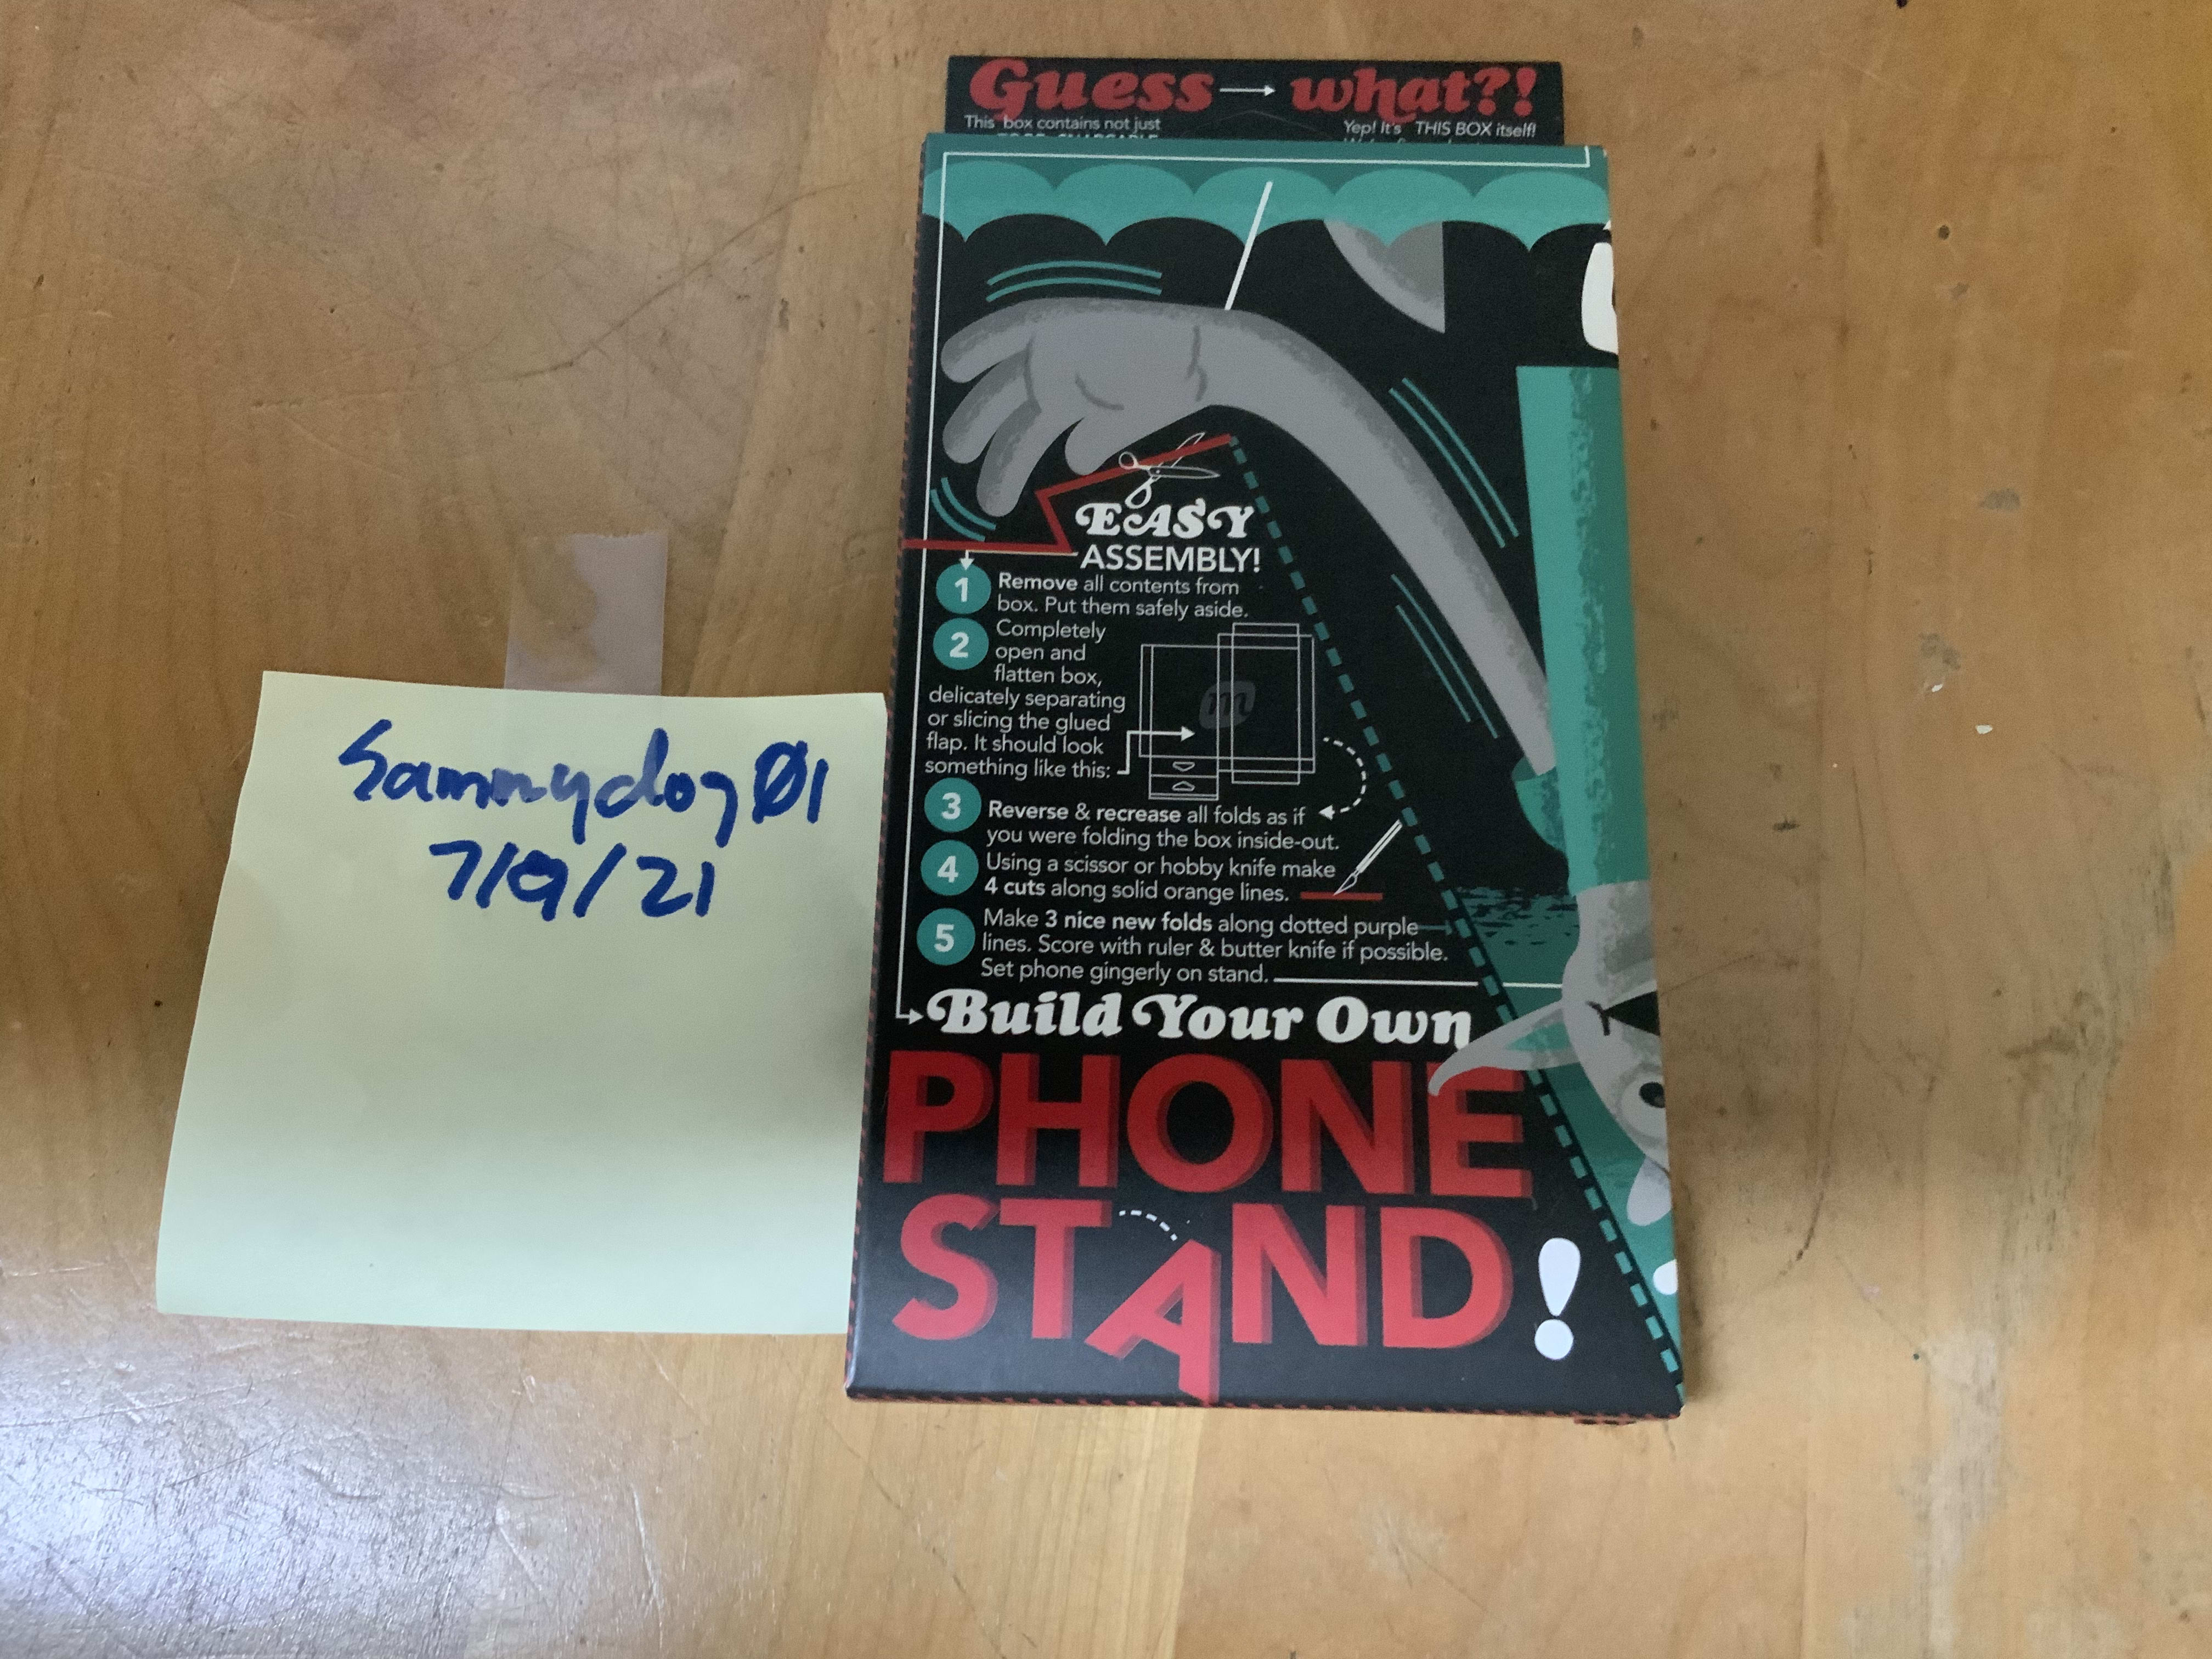 Guess what?!
This box contains not just
Yep! It's THIS BOX itself!
EASY
ASSEMBLY!
1 Remove all contents from
box. Put them safely aside.
2 Completely
open and
flatten box,
delicately separating
or slicing the glued
flap. It should look
something like this:
m
3 Reverse & recrease all folds as if
you were folding the box inside-out.
4 Using a scissor or hobby knife make
4 cuts along solid orange lines.
5 Make 3 nice new folds along dotted purple
lines. Score with ruler & butter knife if possible.
Set phone gingerly on stand.
Build Your Own
PHONE
STAND!
Sammydog01
7/9/21